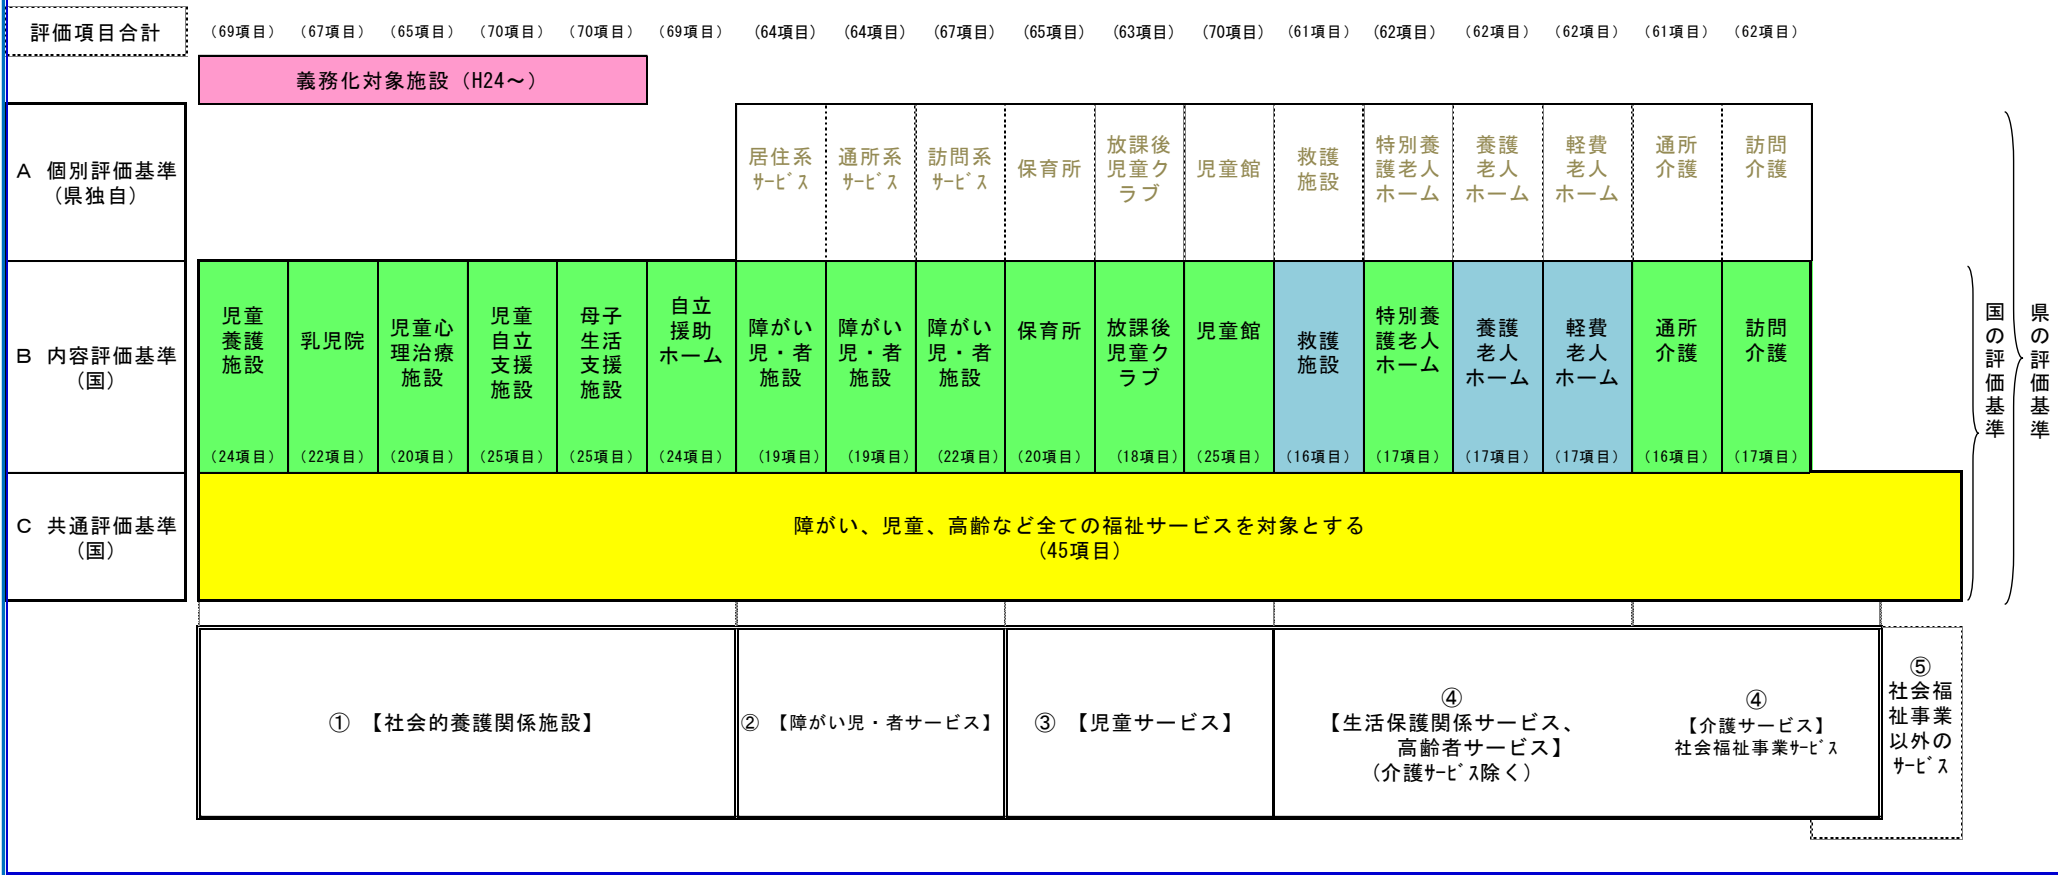 評価項目合計
（69項目）（67項目）（65項目）（70項目）（70項目）（69項目）（64項目）（64項目）（67項目）（65項目）（63項目）（70項目）（61項目）（62項目）（62項目）（62項目）（61項目）（62項目）
義務化対象施設（H24～）
A 個別評価基準
（県独自）
居住系
ｻｰﾋﾞｽ
通所系
ｻｰﾋﾞｽ
訪問系
ｻｰﾋﾞｽ
保育所
放課後
児童ク
ラブ
児童館
救護
施設
特別養
護老人
ホーム
養護
老人
ホーム
軽費
老人
ホーム
通所
介護
訪問
介護
B 内容評価基準
（国）
児童
養護
施設
（24項目）
乳児院
（22項目）
児童心
理治療
施設
（20項目）
児童
自立
支援
施設
（25項目）
母子
生活
支援
施設
（25項目）
自立
援助
ホーム
（24項目）
障がい
児・者
施設
（19項目）
障がい
児・者
施設
（19項目）
障がい
児・者
施設
（22項目）
保育所
（20項目）
放課後
児童ク
ラブ
（18項目）
児童館
（25項目）
救護
施設
（16項目）
特別養
護老人
ホーム
（17項目）
養護
老人
ホーム
（17項目）
軽費
老人
ホーム
（17項目）
通所
介護
（16項目）
訪問
介護
（17項目）
国の評価基準
県の評価基準
C 共通評価基準
（国）
障がい、児童、高齢など全ての福祉サービスを対象とする
（45項目）
① 【社会的養護関係施設】
② 【障がい児・者サービス】
③ 【児童サービス】
④
【生活保護関係サービス、
高齢者サービス】
（介護ｻｰﾋﾞｽ除く）
④
【介護サービス】
社会福祉事業ｻｰﾋﾞｽ
⑤
社会福
祉事業
以外の
ｻｰﾋﾞｽ